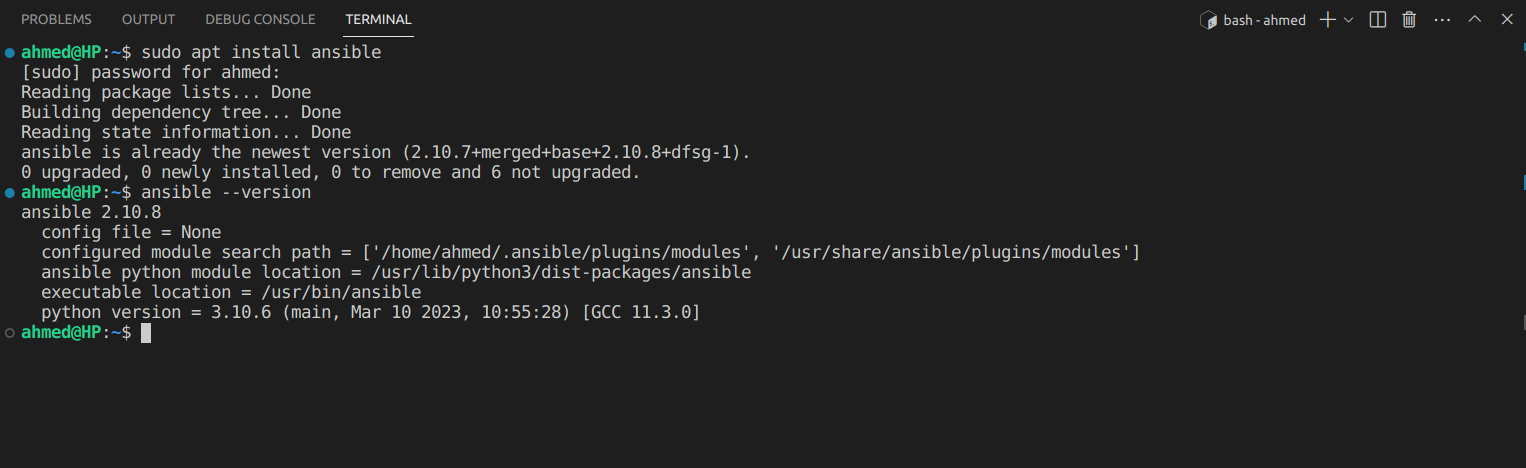 PROBLEMS OUTPUT DEBUG CONSOLE TERMINAL bash - ahmed
ahmed@HP:~$ sudo apt install ansible
[sudo] password for ahmed:
Reading package lists... Done
Building dependency tree... Done
Reading state information... Done
ansible is already the newest version (2.10.7+merged+base+2.10.8+dfsg-1).
0 upgraded, 0 newly installed, 0 to remove and 6 not upgraded.
ahmed@HP:~$ ansible --version
ansible 2.10.8
  config file = None
  configured module search path = ['/home/ahmed/.ansible/plugins/modules', '/usr/share/ansible/plugins/modules']
  ansible python module location = /usr/lib/python3/dist-packages/ansible
  executable location = /usr/bin/ansible
  python version = 3.10.6 (main, Mar 10 2023, 10:55:28) [GCC 11.3.0]
ahmed@HP:~$